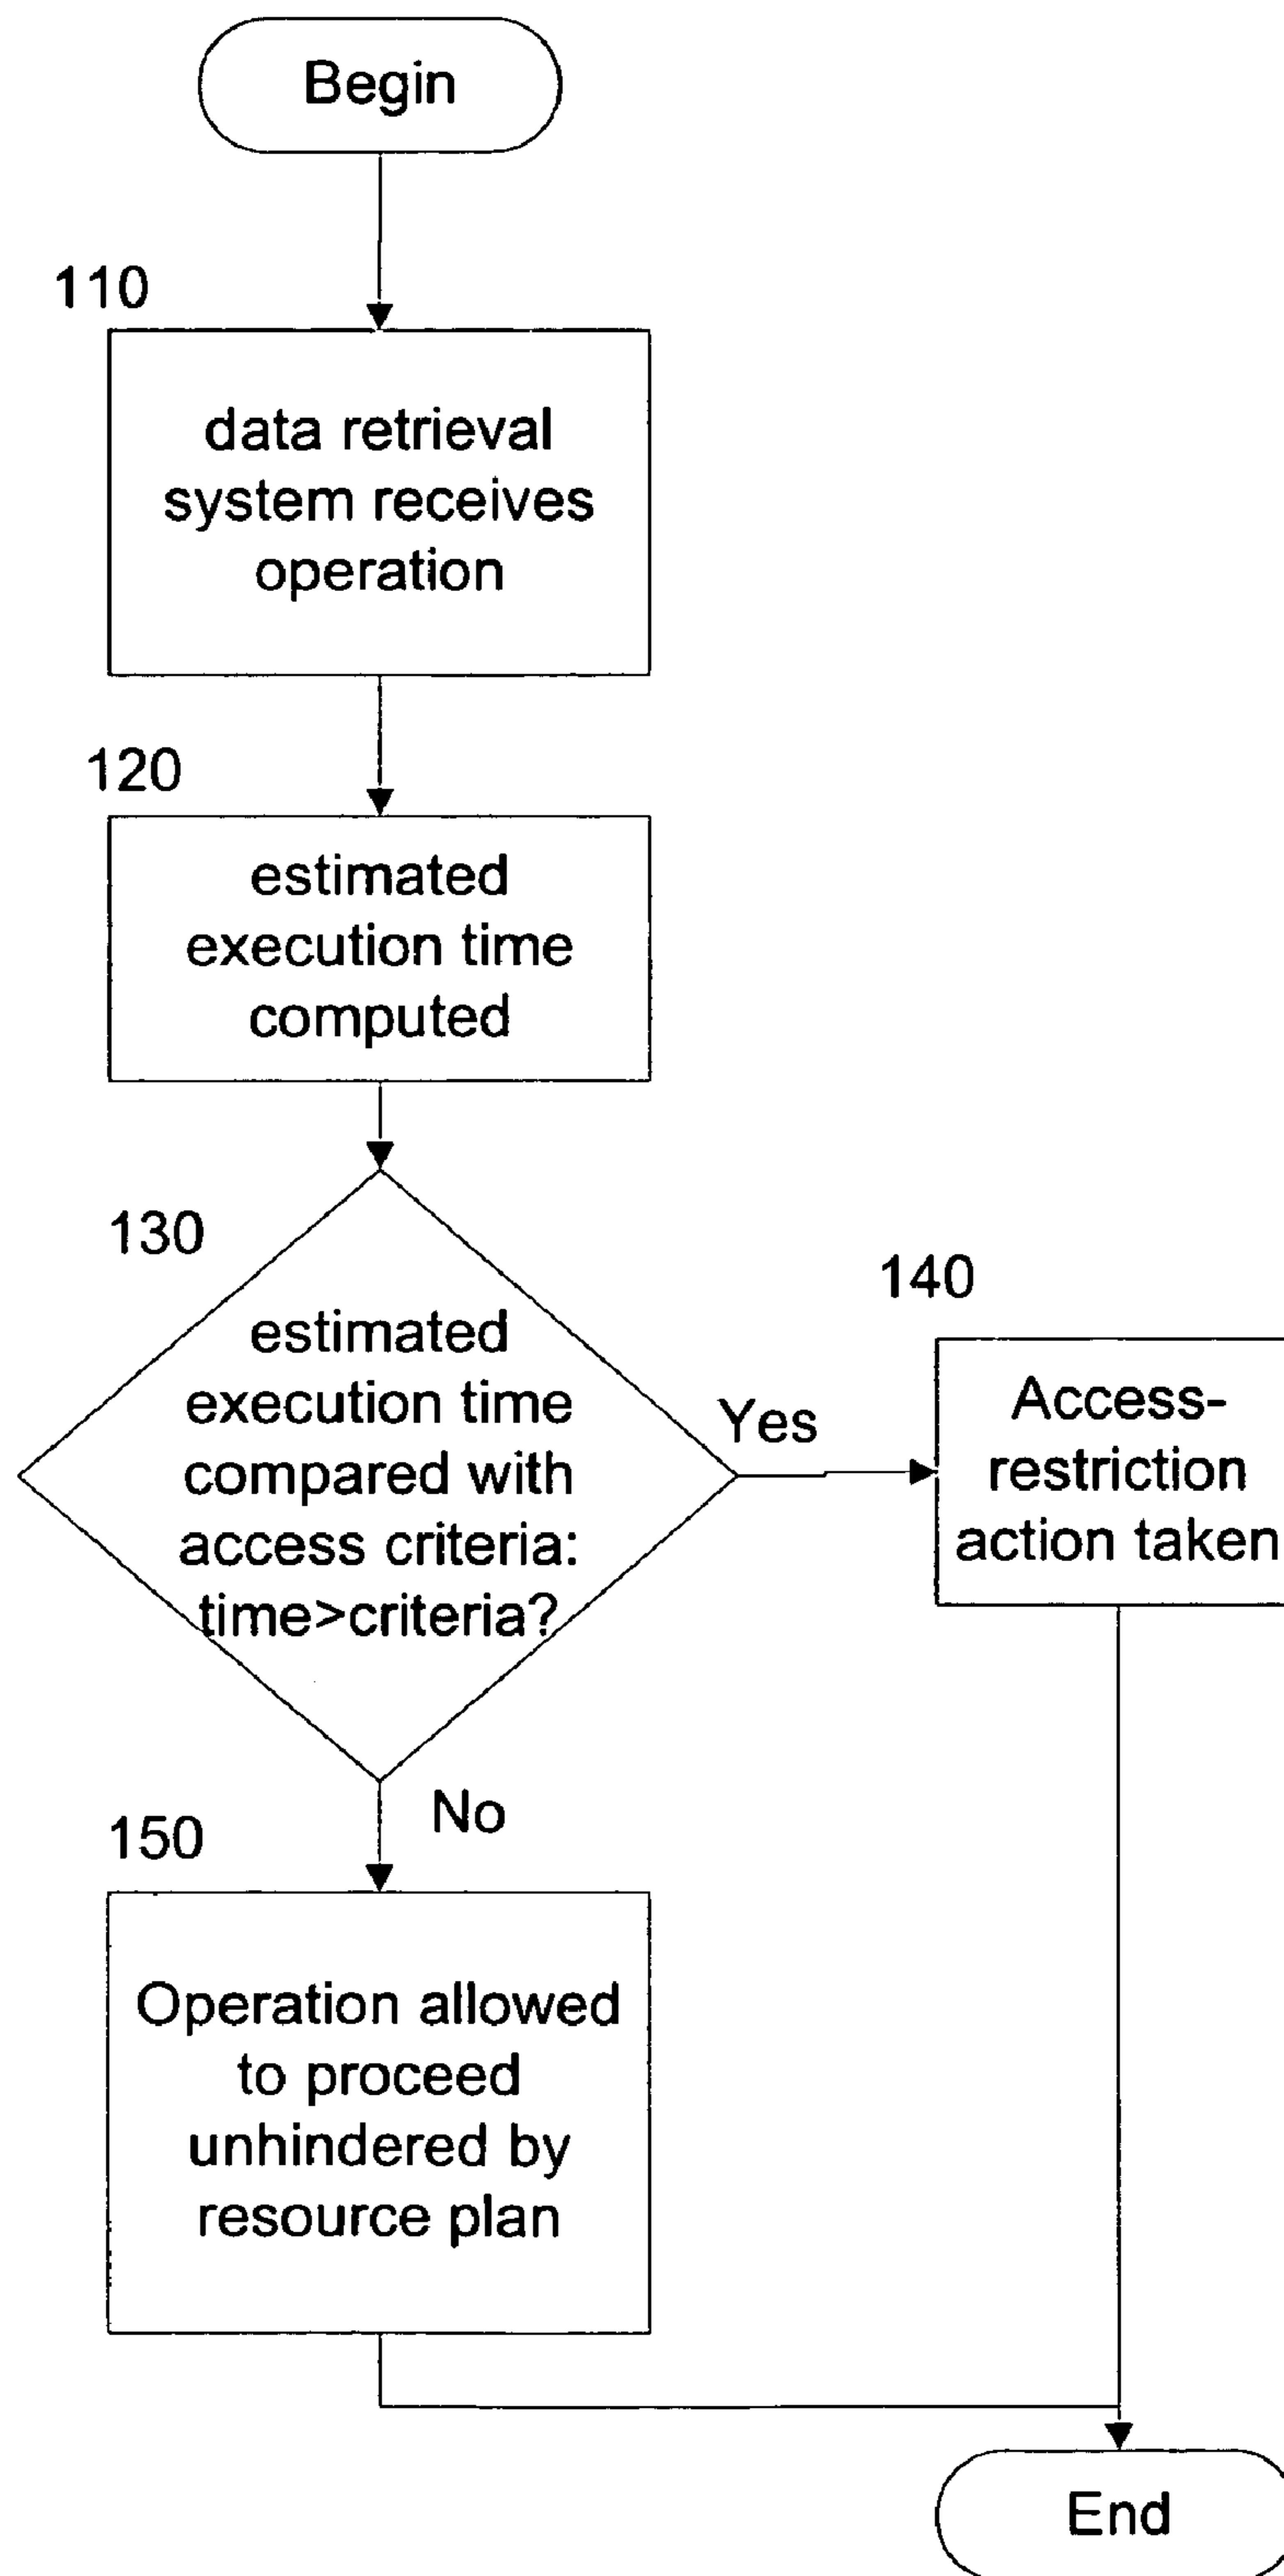 Begin
110
data retrieval
system receives
operation
120
estimated
execution time
computed
130
estimated
execution time
compared with
access criteria:
time>criteria?
Yes
140
Access-
restriction
action taken
No
150
Operation allowed
to proceed
unhindered by
resource plan
End